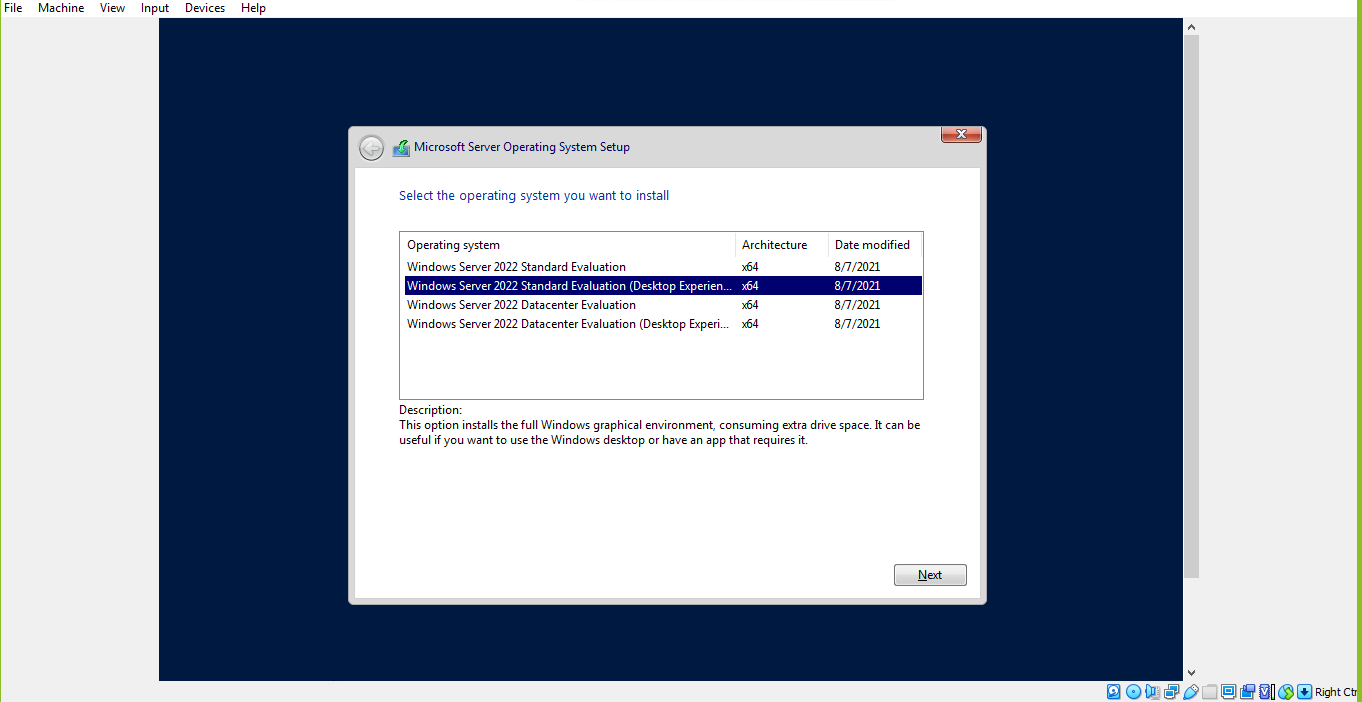 File Machine View Input Devices Help
Microsoft Server Operating System Setup
Select the operating system you want to install
Operating system Architecture Date modified
Windows Server 2022 Standard Evaluation x64 8/7/2021
Windows Server 2022 Standard Evaluation (Desktop Experien... x64 8/7/2021
Windows Server 2022 Datacenter Evaluation x64 8/7/2021
Windows Server 2022 Datacenter Evaluation (Desktop Experi... x64 8/7/2021
Description:
This option installs the full Windows graphical environment, consuming extra drive space. It can be
useful if you want to use the Windows desktop or have an app that requires it.
Next
Right Ctr